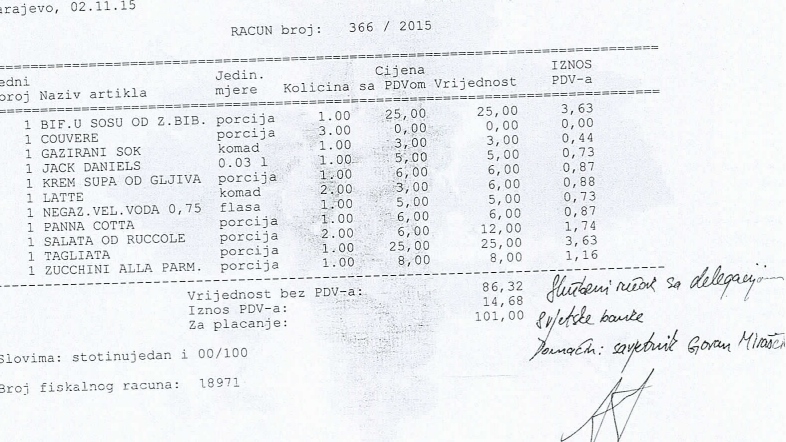 arajevo, 02.11.15
RACUN broj: 366 / 2015
edni broj Naziv artikla Jedin. mjere Kolicina Cijena sa PDVom Vrijednost IZNOS PDV-a
1 BIF.U SOSU OD Z.BIB. porcija 1.00 25,00 25,00 3,63
1 COUVERE porcija 3.00 0,00 0,00 0,00
1 GAZIRANI SOK komad 1.00 3,00 3,00 0,44
1 JACK DANIELS 0.03 l 1.00 5,00 5,00 0,73
1 KREM SUPA OD GLJIVA porcija 1.00 6,00 6,00 0,87
1 LATTE komad 2.00 3,00 6,00 0,88
1 NEGAZ.VEL.VODA 0,75 flasa 1.00 5,00 5,00 0,73
1 PANNA COTTA porcija 1.00 6,00 6,00 0,87
1 SALATA OD RUCCOLE porcija 2.00 6,00 12,00 1,74
1 TAGLIATA porcija 1.00 25,00 25,00 3,63
1 ZUCCHINI ALLA PARM. porcija 1.00 8,00 8,00 1,16
Vrijednost bez PDV-a: 86,32
Iznos PDV-a: 14,68
Za placanje: 101,00
Službeni ručak sa delegacijom
svjetske banke
Domaćin: savjetnik Goran Mirašči
Slovima: stotinujedan i 00/100
Broj fiskalnog racuna: 18971